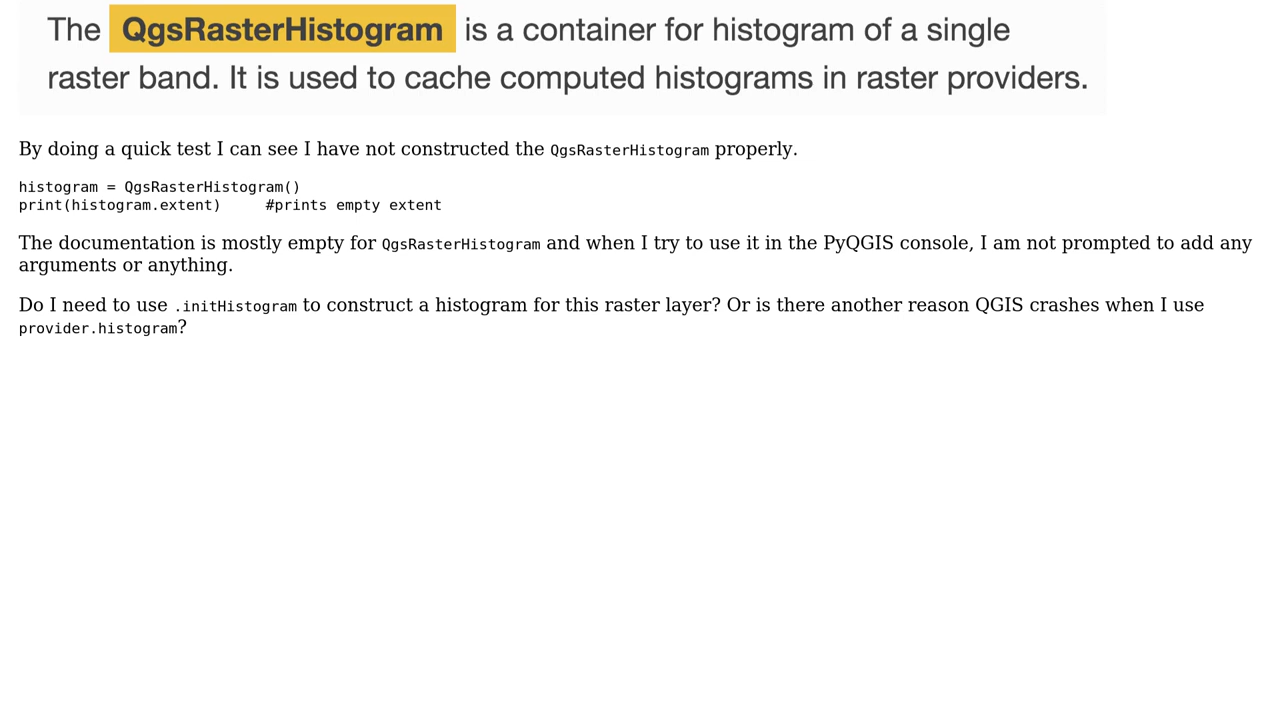 The QgsRasterHistogram is a container for histogram of a single
raster band. It is used to cache computed histograms in raster providers.
By doing a quick test I can see I have not constructed the QgsRasterHistogram properly.
histogram = QgsRasterHistogram()
print(histogram.extent)     #prints empty extent
The documentation is mostly empty for QgsRasterHistogram and when I try to use it in the PyQGIS console, I am not prompted to add any
arguments or anything.
Do I need to use .initHistogram to construct a histogram for this raster layer? Or is there another reason QGIS crashes when I use
provider.histogram?